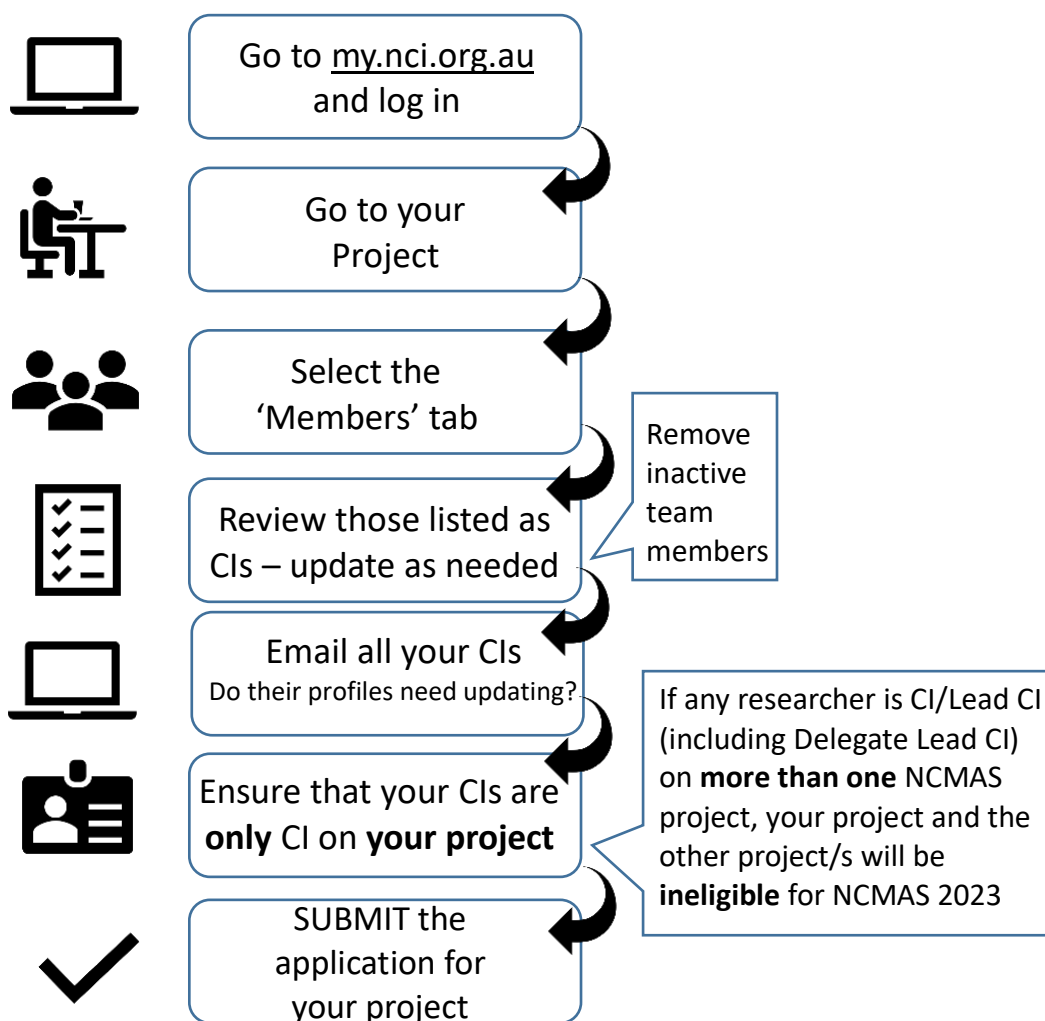 Go to my.nci.org.au
and log in
Go to your
Project
Select the
‘Members’ tab
Review those listed as
CIs – update as needed
Remove
inactive
team
members
Email all your CIs
Do their profiles need updating?
Ensure that your CIs are
only CI on your project
If any researcher is CI/Lead CI
(including Delegate Lead CI)
on more than one NCMAS
project, your project and the
other project/s will be
ineligible for NCMAS 2023
SUBMIT the
application for
your project